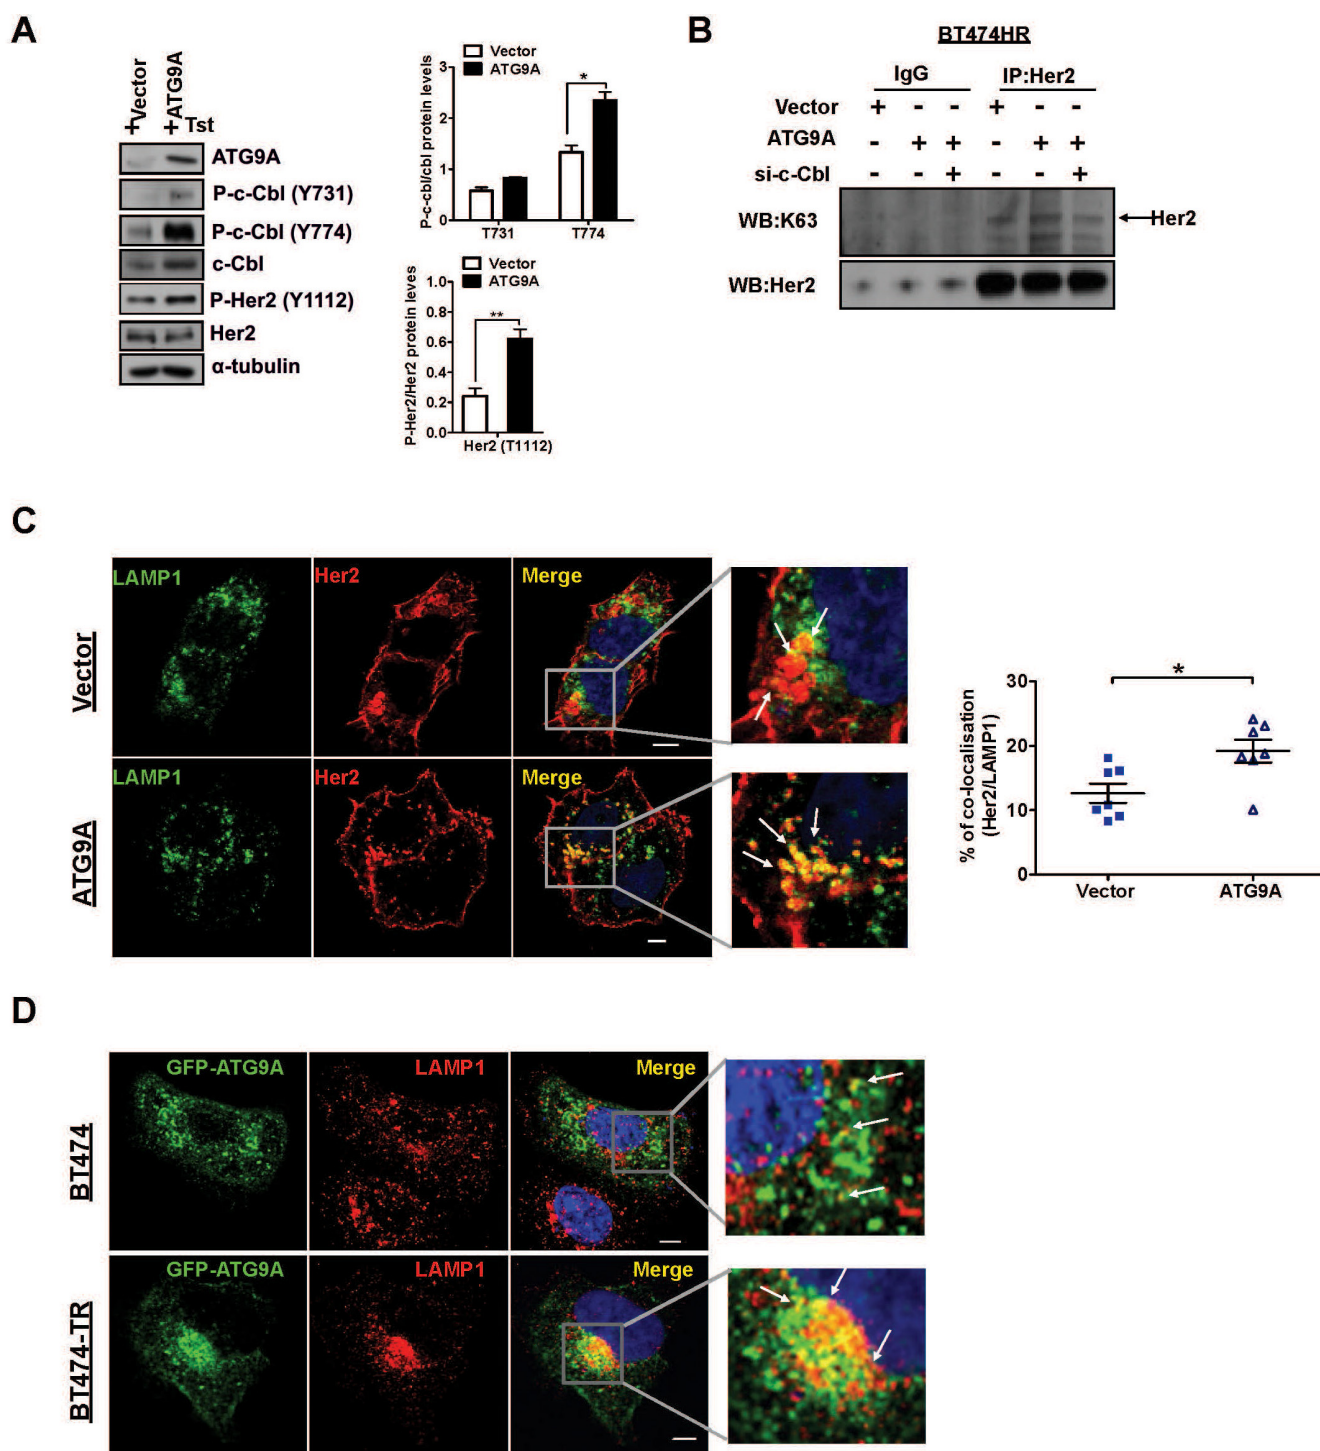 A
Vector
ATG9A
+ + Tst
ATG9A
P-c-Cbl (Y731)
P-c-Cbl (Y774)
c-Cbl
P-Her2 (Y1112)
Her2
α-tubulin
Vector
ATG9A
P-c-cbl/cbl protein levels
3
2
1
0
*
T731 T774
Vector
ATG9A
P-Her2/Her2 protein leves
1.0
0.8
0.6
0.4
0.2
0.0
**
Her2 (T1112)
B
BT474HR
IgG IP:Her2
Vector + - - + - -
ATG9A - + + - + +
si-c-Cbl - - + - - +
WB:K63
Her2
WB:Her2
C
Vector
LAMP1 Her2 Merge
ATG9A
LAMP1 Her2 Merge
% of co-localisation
(Her2/LAMP1)
30
20
10
0
*
Vector ATG9A
D
BT474
GFP-ATG9A LAMP1 Merge
BT474-TR
GFP-ATG9A LAMP1 Merge